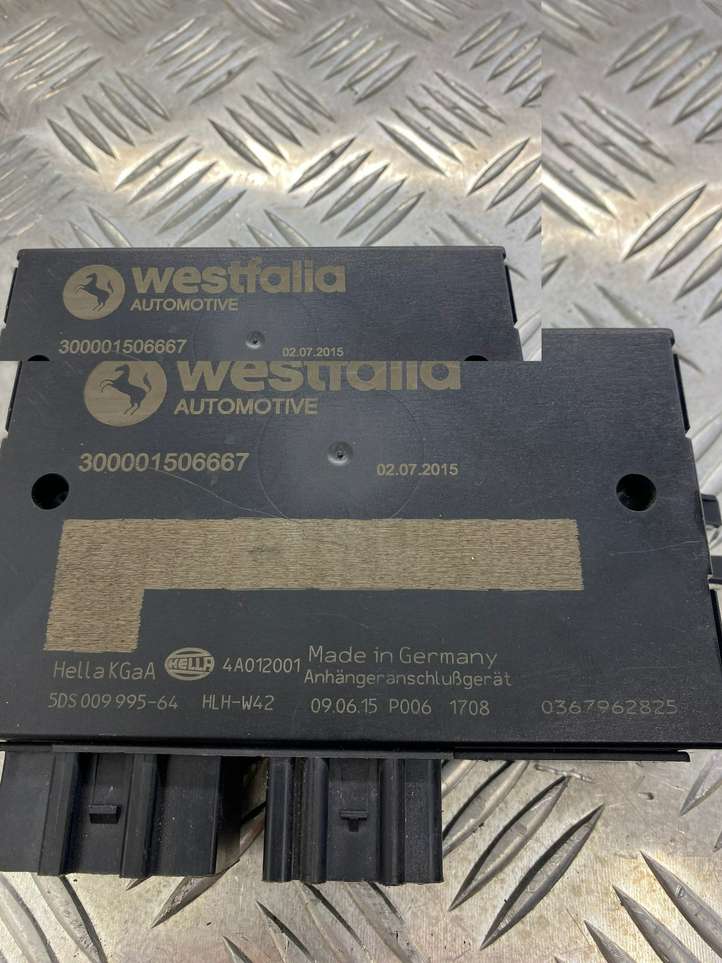 westfalia
AUTOMOTIVE
300001506667 02.07.2015
westfalia
AUTOMOTIVE
300001506667 02.07.2015
Hella KGaA HELLA 4A012001 Made in Germany
Anhängeranschlußgerät
5DS 009 995-64 HLH-W42 09.06.15 P006 1708 0367962825